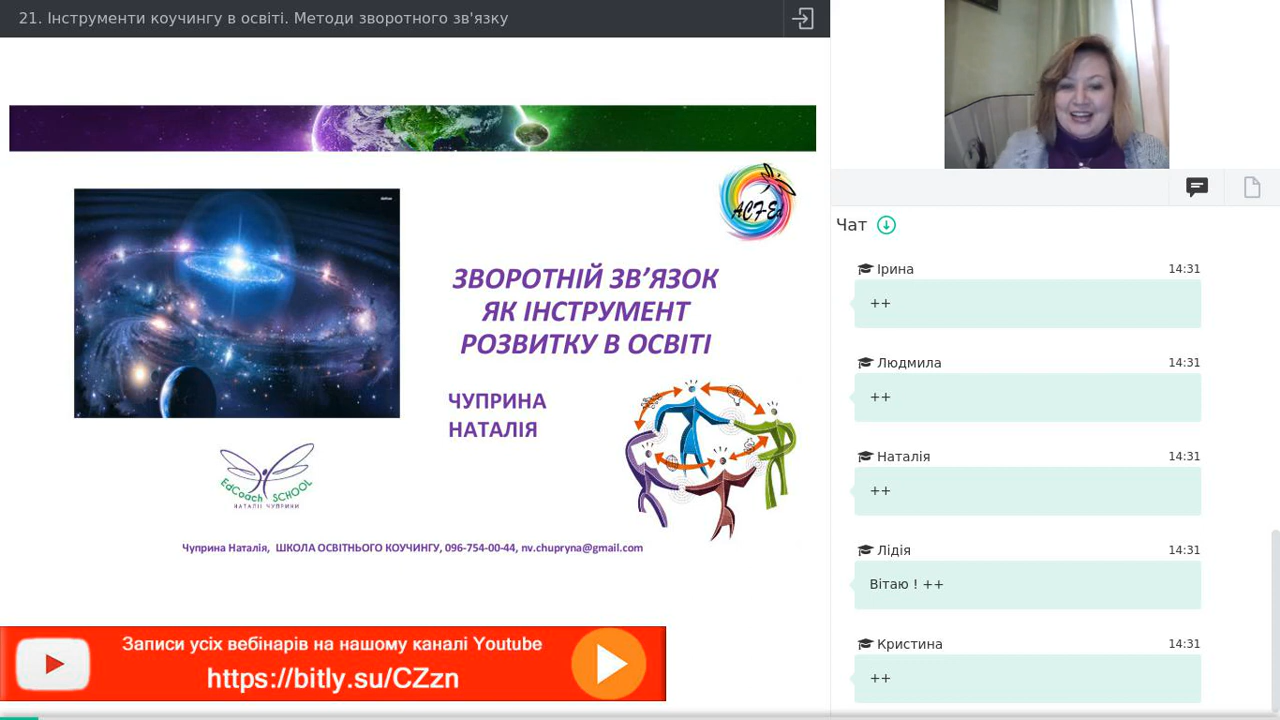 21. Інструменти коучингу в освіті. Методи зворотного зв'язку
ACF-Ed
ЗВОРОТНІЙ ЗВ’ЯЗОК
ЯК ІНСТРУМЕНТ
РОЗВИТКУ В ОСВІТІ
ЧУПРИНА
НАТАЛІЯ
EdCoach SCHOOL
НАТАЛІЇ ЧУПРИНИ
Чуприна Наталія, ШКОЛА ОСВІТНЬОГО КОУЧИНГУ, 096-754-00-44, nv.chupryna@gmail.com
Записи усіх вебінарів на нашому каналі Youtube
https://bitly.su/CZzn
Чат
Ірина 14:31
++
Людмила 14:31
++
Наталія 14:31
++
Лідія 14:31
Вітаю ! ++
Кристина 14:31
++